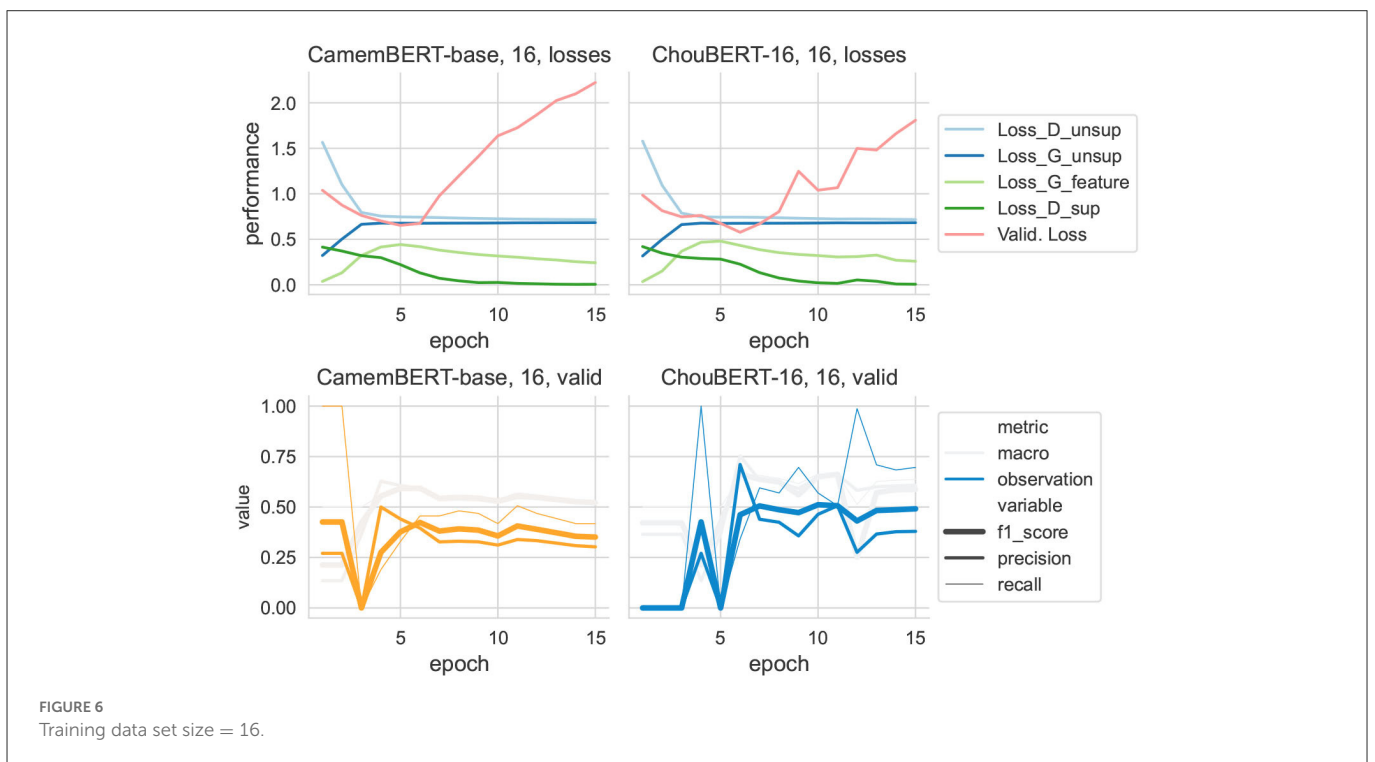 CamemBERT-base, 16, losses
ChouBERT-16, 16, losses
performance
2.0
1.5
1.0
0.5
0.0
5
10
15
epoch
5
10
15
epoch
Loss_D_unsup
Loss_G_unsup
Loss_G_feature
Loss_D_sup
Valid. Loss
CamemBERT-base, 16, valid
ChouBERT-16, 16, valid
value
1.00
0.75
0.50
0.25
0.00
5
10
15
epoch
5
10
15
epoch
metric
macro
observation
variable
f1_score
precision
recall
FIGURE 6
Training data set size = 16.